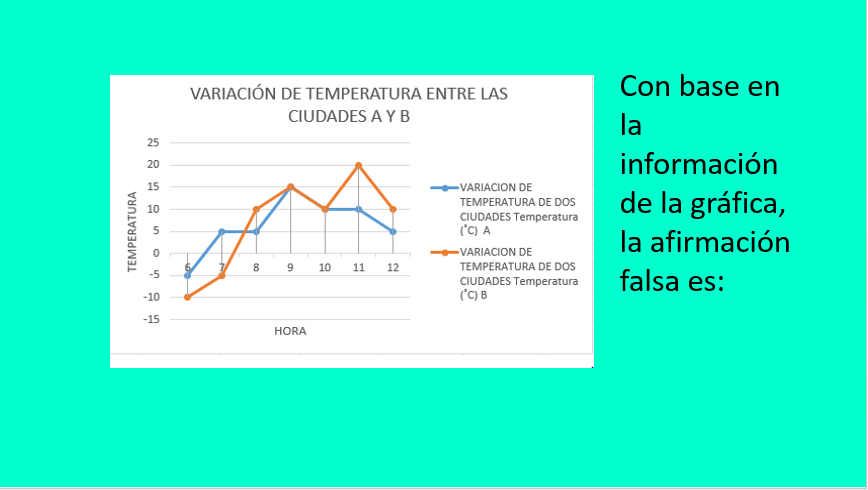 VARIACIÓN DE TEMPERATURA ENTRE LAS
CIUDADES A Y B
25
20
15
10
5
0
-5
-10
-15
TEMPERATURA
6 7 8 9 10 11 12
HORA
VARIACION DE
TEMPERATURA DE DOS
CIUDADES Temperatura
(˚C) A
VARIACION DE
TEMPERATURA DE DOS
CIUDADES Temperatura
(˚C) B
Con base en
la
información
de la gráfica,
la afirmación
falsa es: